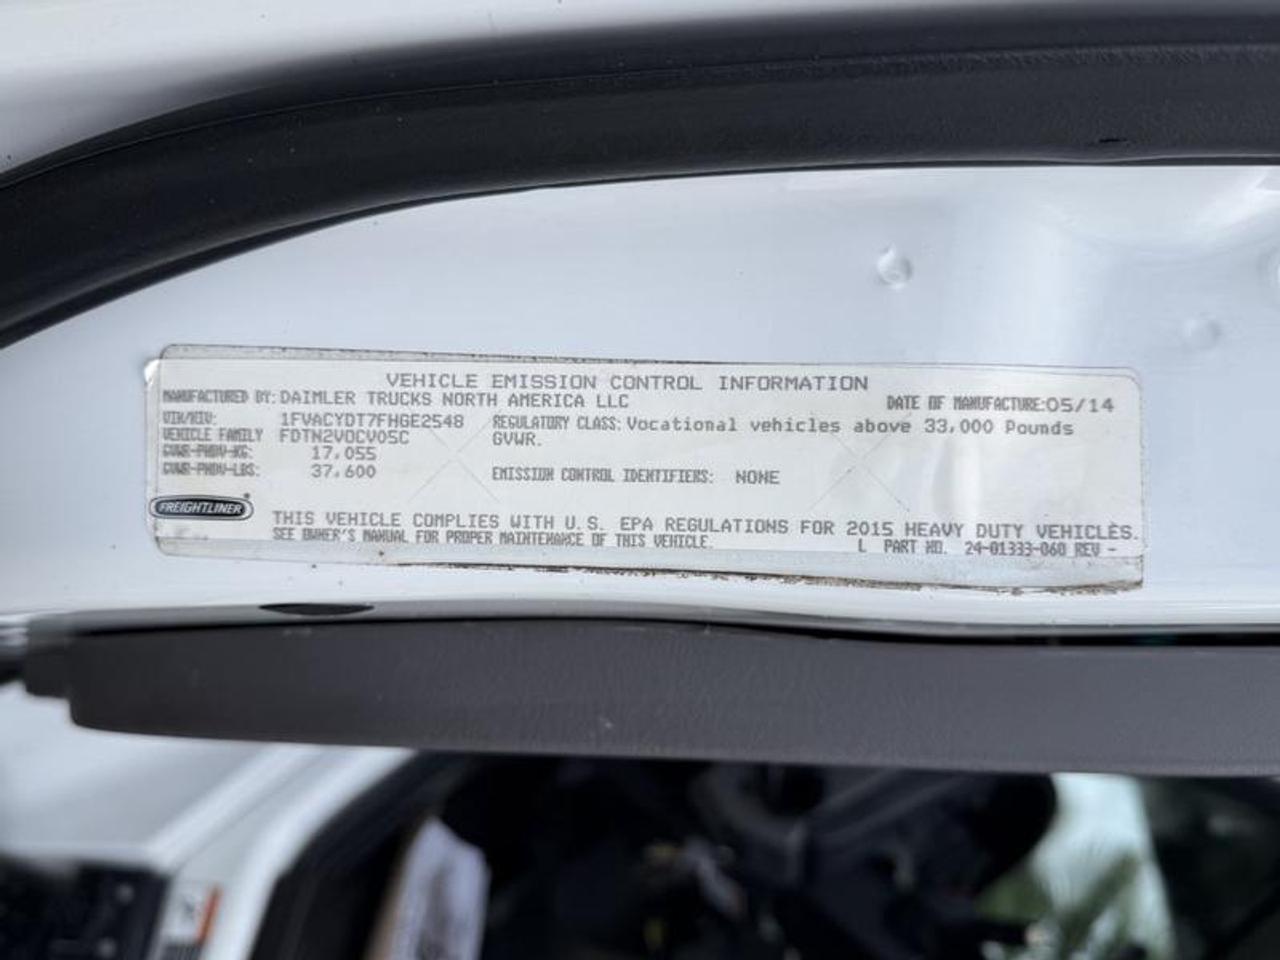 VEHICLE EMISSION CONTROL INFORMATION
MANUFACTURED BY: DAIMLER TRUCKS NORTH AMERICA LLC DATE OF MANUFACTURE: 05/14
VIN/NIV: 1FVACYDT7FHGE2548 REGULATORY CLASS: Vocational vehicles above 33,000 Pounds
VEHICLE FAMILY FDTN2VOCV05C GVWR.
GVWR-PNBV-KG: 17,055
GVWR-PNBV-LBS: 37,600 EMISSION CONTROL IDENTIFIERS: NONE
FREIGHTLINER®
THIS VEHICLE COMPLIES WITH U.S. EPA REGULATIONS FOR 2015 HEAVY DUTY VEHICLES.
SEE OWNER'S MANUAL FOR PROPER MAINTENANCE OF THIS VEHICLE. L PART NO. 24-01333-060 REV -